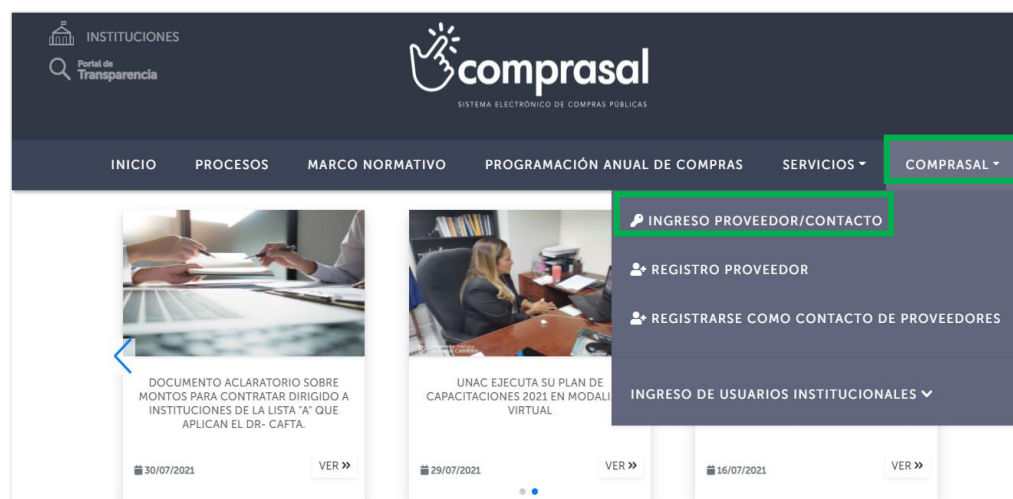 INSTITUCIONES
Portal de
Transparencia
comprasal
SISTEMA ELECTRÓNICO DE COMPRAS PÚBLICAS
INICIO PROCESOS MARCO NORMATIVO PROGRAMACIÓN ANUAL DE COMPRAS SERVICIOS COMPRASAL
INGRESO PROVEEDOR/CONTACTO
REGISTRO PROVEEDOR
REGISTRARSE COMO CONTACTO DE PROVEEDORES
INGRESO DE USUARIOS INSTITUCIONALES
DOCUMENTO ACLARATORIO SOBRE
MONTOS PARA CONTRATAR DIRIGIDO A
INSTITUCIONES DE LA LISTA "A" QUE
APLICAN EL DR- CAFTA.
30/07/2021 VER »
UNAC EJECUTA SU PLAN DE
CAPACITACIONES 2021 EN MODALI
VIRTUAL
29/07/2021 VER »
16/07/2021 VER »